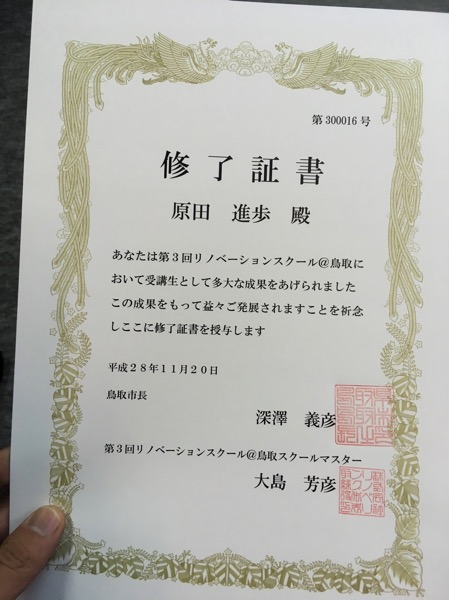 第300016号
修了証書
原田 進歩 殿
あなたは第3回リノベーションスクール@鳥取に
おいて受講生として多大な成果をあげられました
この成果をもって益々ご発展されますことを祈念
しここに修了証書を授与します
平成28年11月20日
鳥取市長
深澤 義彦
第3回リノベーションスクール@鳥取スクールマスター
大島 芳彦